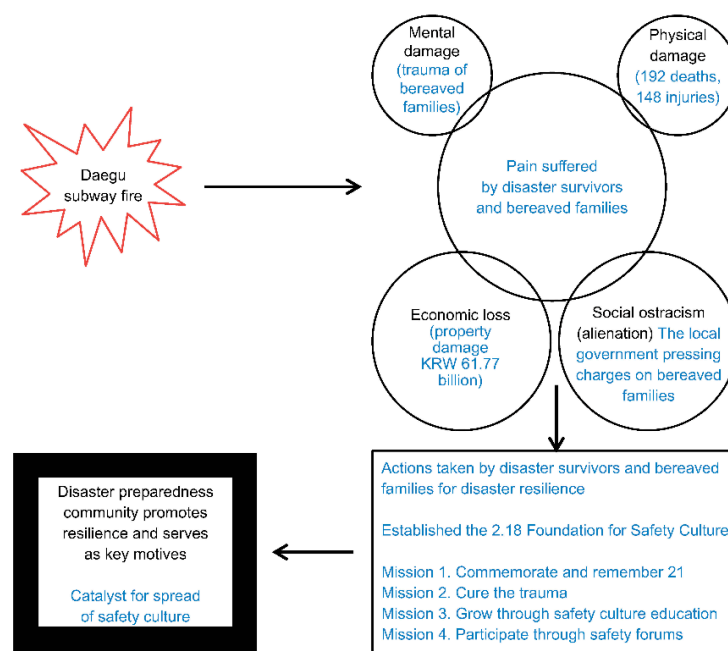 Mental
damage
(trauma of
bereaved
families)
Physical
damage
(192 deaths,
148 injuries)
Daegu
subway fire
Pain suffered
by disaster survivors
and bereaved families
Economic loss
(property
damage
KRW 61.77
billion)
Social ostracism
(alienation) The local
government pressing
charges on bereaved
families
Actions taken by disaster survivors and bereaved
families for disaster resilience
Established the 2.18 Foundation for Safety Culture
Mission 1. Commemorate and remember 21
Mission 2. Cure the trauma
Mission 3. Grow through safety culture education
Mission 4. Participate through safety forums
Disaster preparedness
community promotes
resilience and serves
as key motives
Catalyst for spread
of safety culture